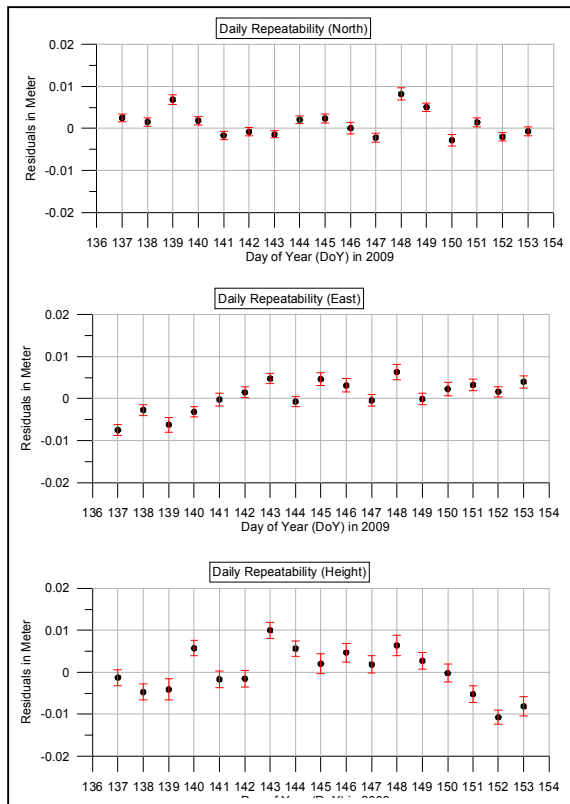 Daily Repeatability (North)
0.02
0.01
0
-0.01
-0.02
Residuals in Meter
136 137 138 139 140 141 142 143 144 145 146 147 148 149 150 151 152 153 154
Day of Year (DoY) in 2009
Daily Repeatability (East)
0.02
0.01
0
-0.01
-0.02
Residuals in Meter
136 137 138 139 140 141 142 143 144 145 146 147 148 149 150 151 152 153 154
Day of Year (DoY) in 2009
Daily Repeatability (Height)
0.02
0.01
0
-0.01
-0.02
Residuals in Meter
136 137 138 139 140 141 142 143 144 145 146 147 148 149 150 151 152 153 154
Day of Year (DoY) in 2009